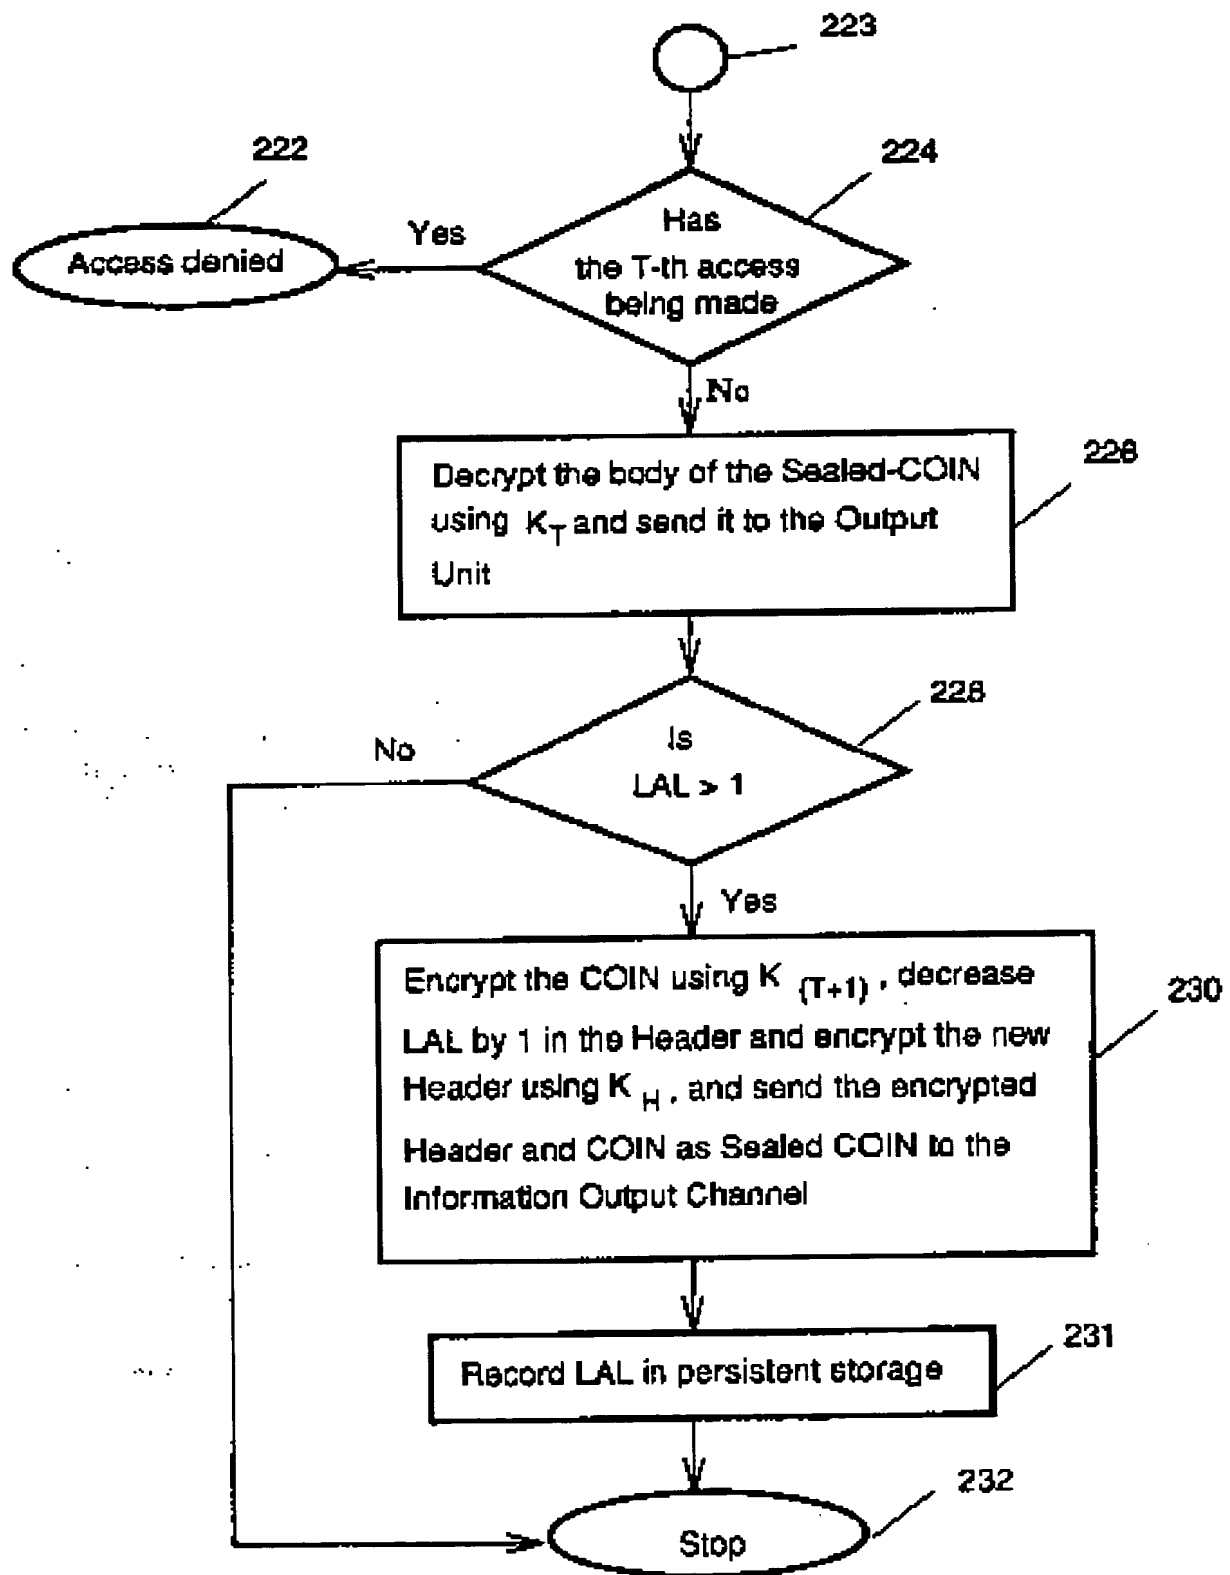 223
222
224
Yes
Access denied
Has
the T-th access
being made
No
226
Decrypt the body of the Sealed-COIN
using K_T and send it to the Output
Unit
228
No
Is
LAL > 1
Yes
230
Encrypt the COIN using K_(T+1), decrease
LAL by 1 in the Header and encrypt the new
Header using K_H, and send the encrypted
Header and COIN as Sealed COIN to the
Information Output Channel
231
Record LAL in persistent storage
232
Stop